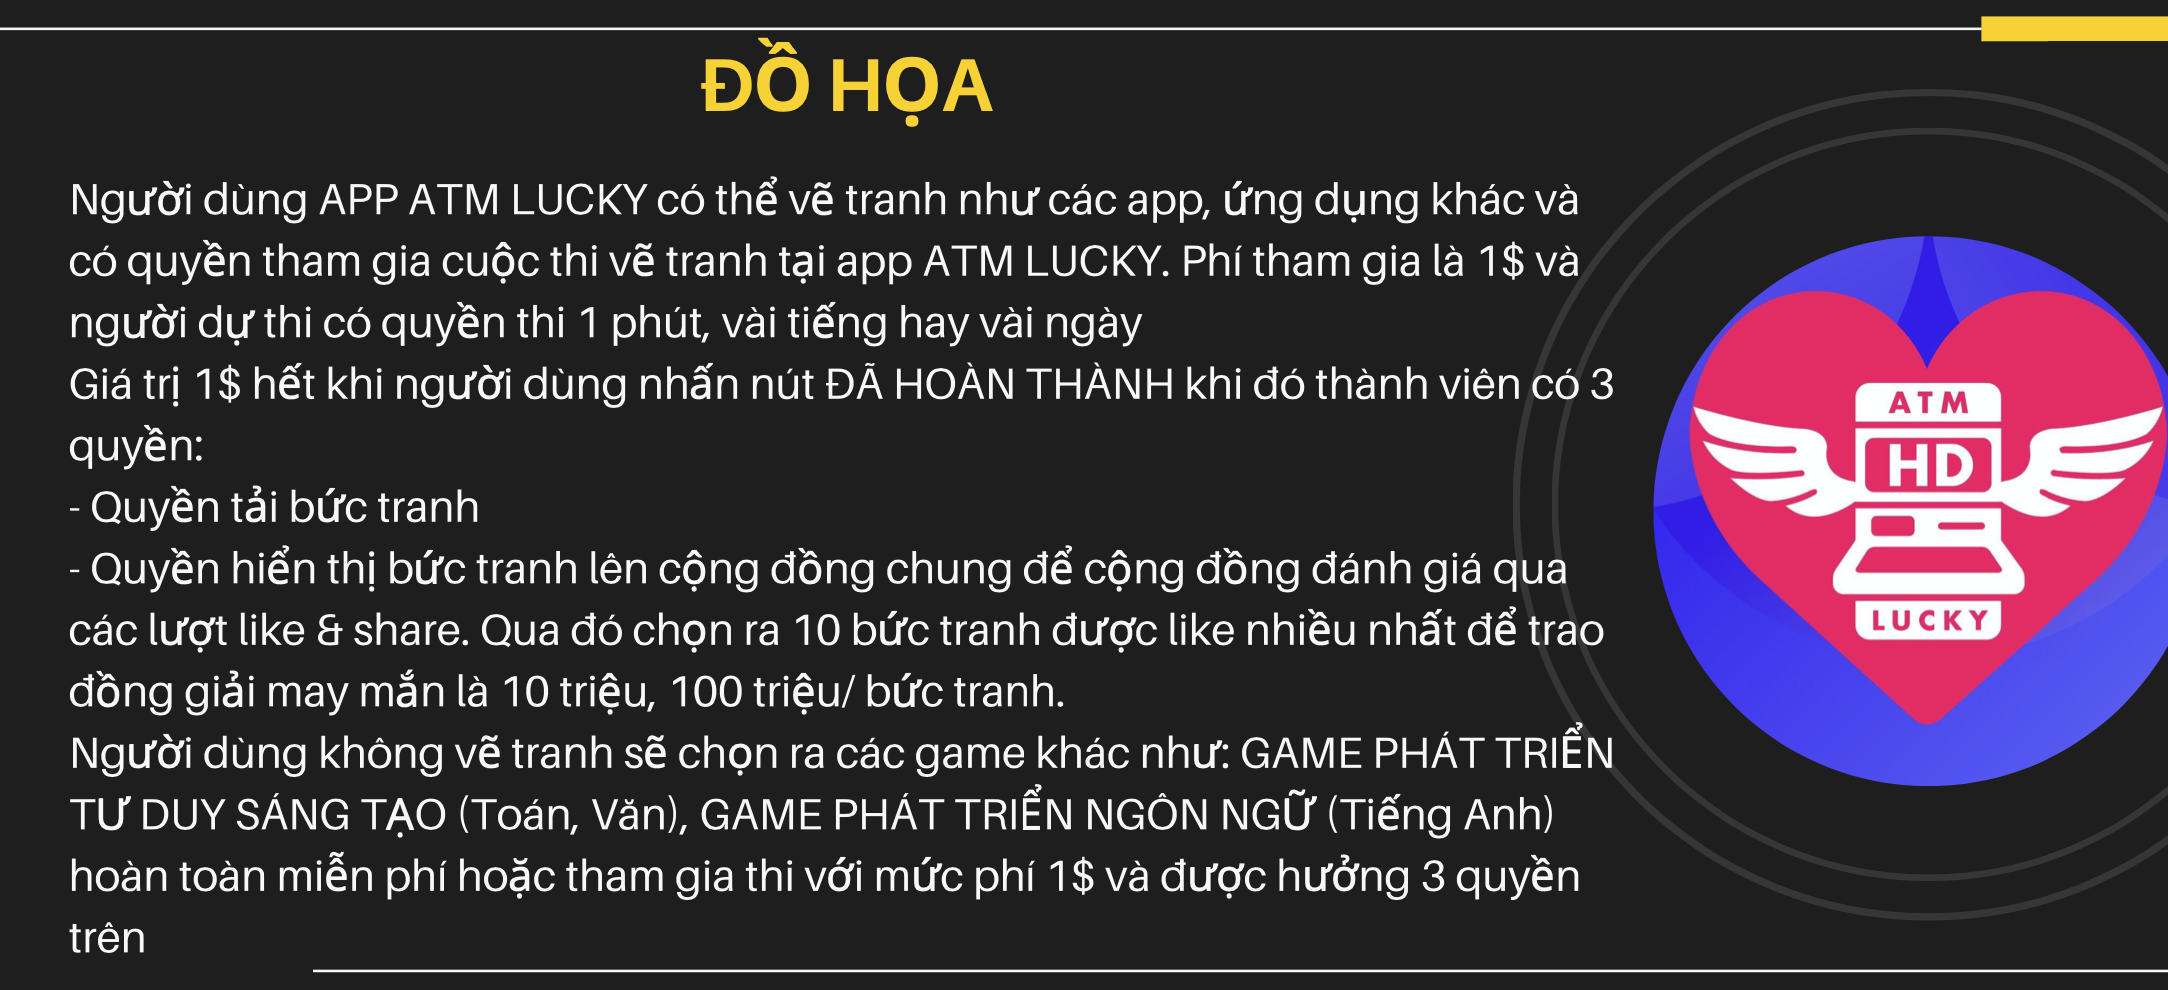 ĐỒ HỌA
Người dùng APP ATM LUCKY có thể vẽ tranh như các app, ứng dụng khác và
có quyền tham gia cuộc thi vẽ tranh tại app ATM LUCKY. Phí tham gia là 1$ và
người dự thi có quyền thi 1 phút, vài tiếng hay vài ngày
Giá trị 1$ hết khi người dùng nhấn nút ĐÃ HOÀN THÀNH khi đó thành viên có 3
quyền:
- Quyền tải bức tranh
- Quyền hiển thị bức tranh lên cộng đồng chung để cộng đồng đánh giá qua
các lượt like & share. Qua đó chọn ra 10 bức tranh được like nhiều nhất để trao
đồng giải may mắn là 10 triệu, 100 triệu/ bức tranh.
Người dùng không vẽ tranh sẽ chọn ra các game khác như: GAME PHÁT TRIỂN
TƯ DUY SÁNG TẠO (Toán, Văn), GAME PHÁT TRIỂN NGÔN NGỮ (Tiếng Anh)
hoàn toàn miễn phí hoặc tham gia thi với mức phí 1$ và được hưởng 3 quyền
trên
ATM
HD
LUCKY